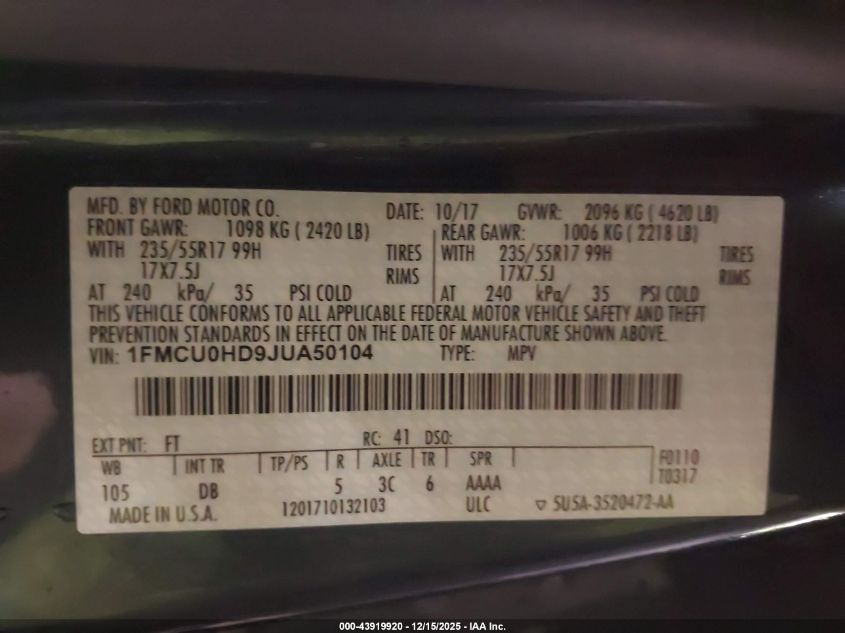 MFD. BY FORD MOTOR CO. DATE: 10/17 GVWR: 2096 KG ( 4620 LB)
FRONT GAWR: 1098 KG ( 2420 LB) REAR GAWR: 1006 KG ( 2218 LB)
WITH 235/55R17 99H TIRES WITH 235/55R17 99H TIRES
17X7.5J RIMS 17X7.5J RIMS
AT 240 kPa/ 35 PSI COLD AT 240 kPa/ 35 PSI COLD
THIS VEHICLE CONFORMS TO ALL APPLICABLE FEDERAL MOTOR VEHICLE SAFETY AND THEFT
PREVENTION STANDARDS IN EFFECT ON THE DATE OF MANUFACTURE SHOWN ABOVE.
VIN: 1FMCU0HD9JUA50104 TYPE: MPV
EXT PNT: FT RC: 41 DSO:
WB INT TR TP/PS R AXLE TR SPR F0110
105 DB 5 3C 6 AAAA T0317
MADE IN U.S.A. 1201710132103 ULC ▽ 5U5A-3520472-AA
000-43919920 - 12/15/2025 - IAA Inc.